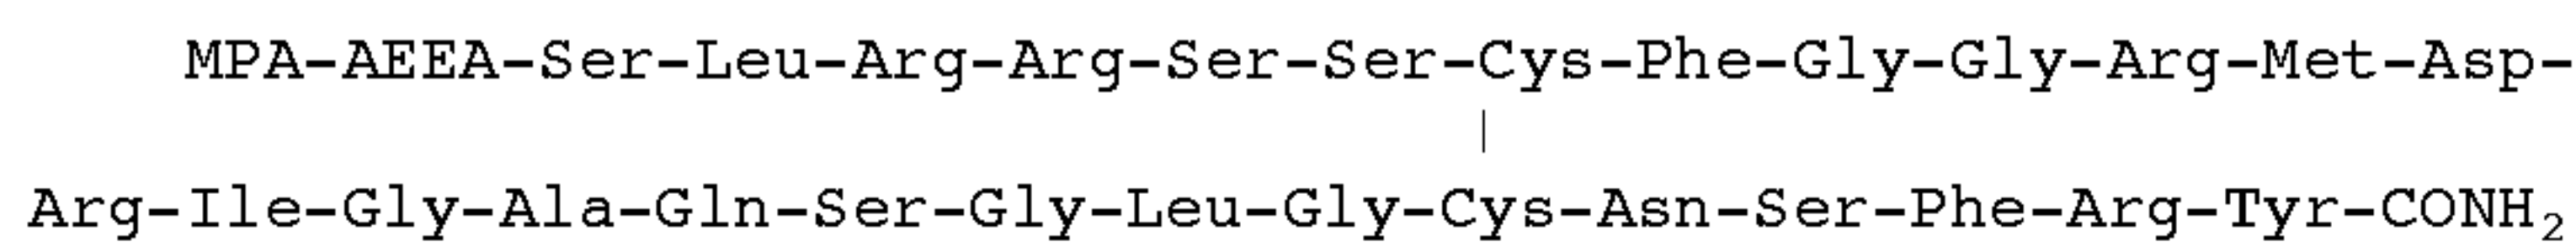 MPA-AEEA-Ser-Leu-Arg-Arg-Ser-Ser-Cys-Phe-Gly-Gly-Arg-Met-Asp-
|
Arg-Ile-Gly-Ala-Gln-Ser-Gly-Leu-Gly-Cys-Asn-Ser-Phe-Arg-Tyr-CONH₂